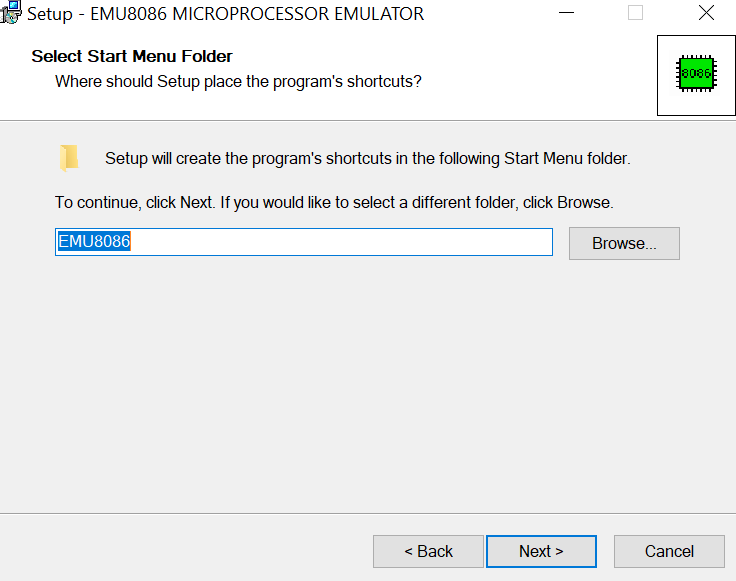 Setup - EMU8086 MICROPROCESSOR EMULATOR
Select Start Menu Folder
Where should Setup place the program's shortcuts?
8086
Setup will create the program's shortcuts in the following Start Menu folder.
To continue, click Next. If you would like to select a different folder, click Browse.
EMU8086
Browse...
< Back
Next >
Cancel